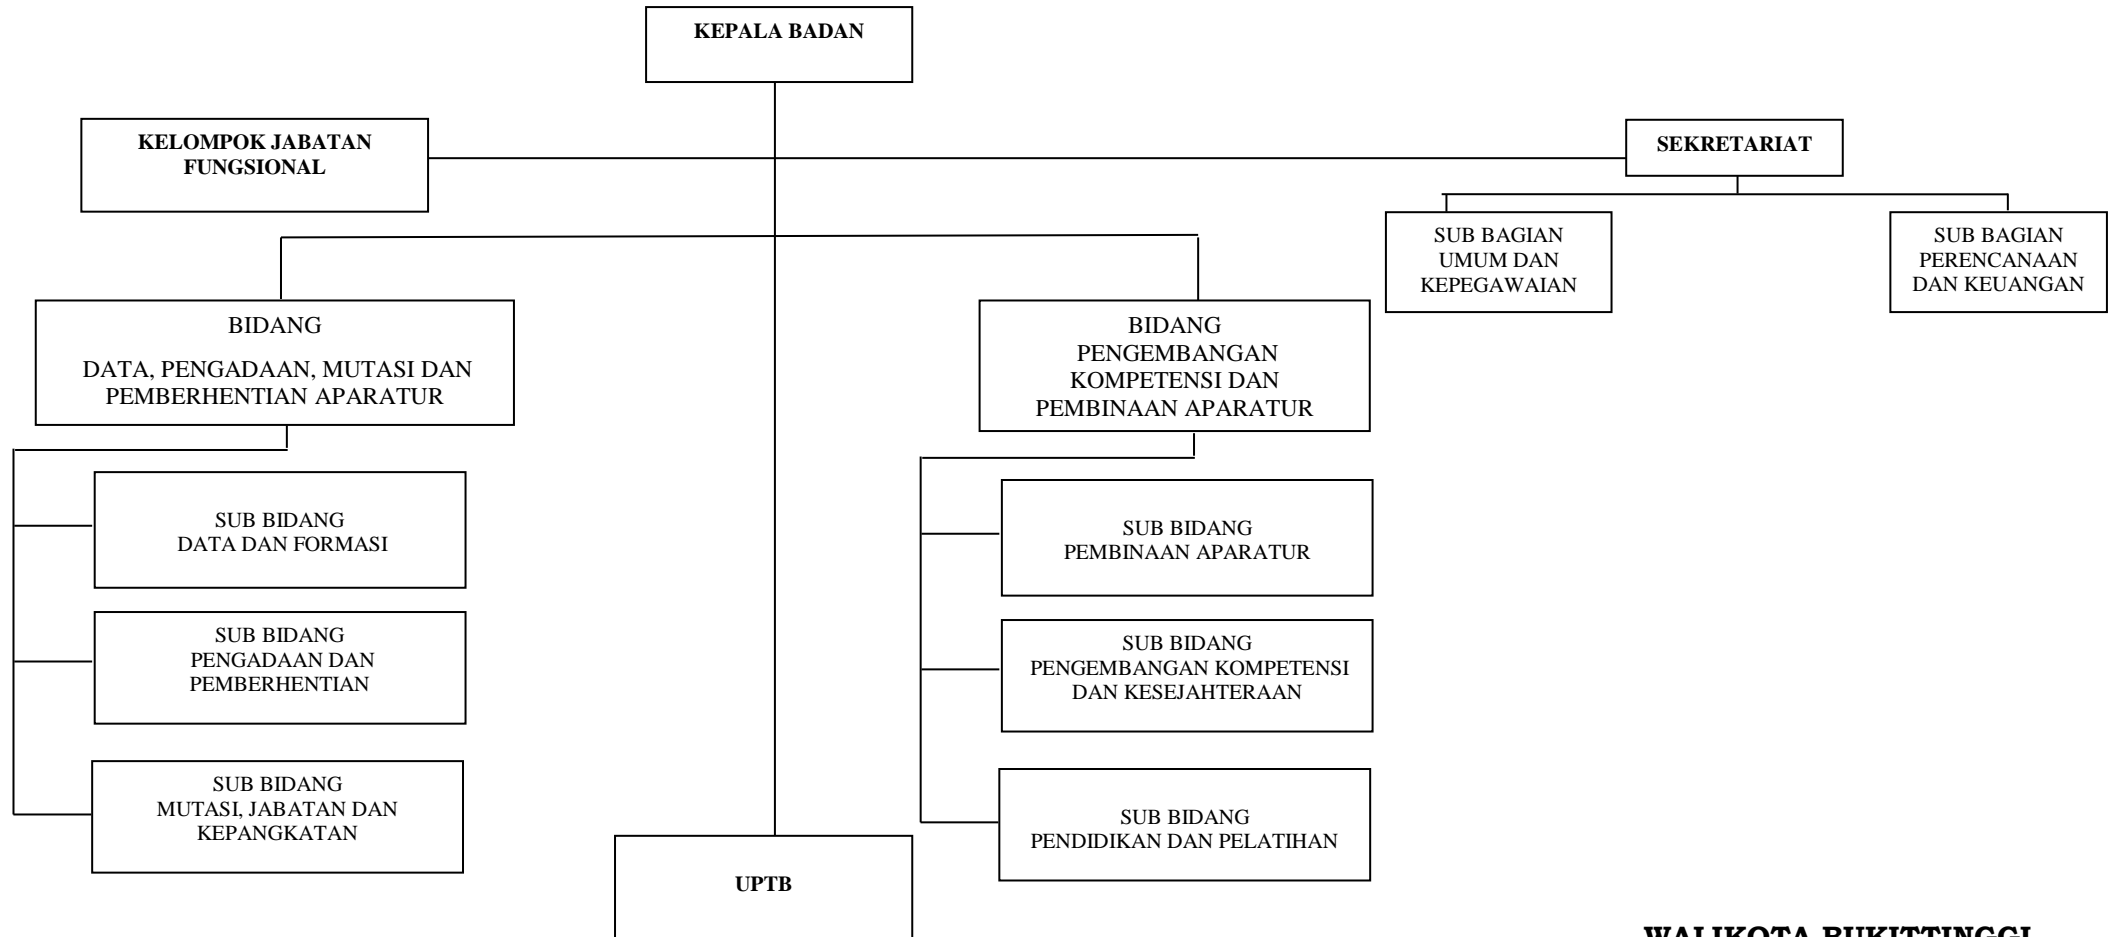 KEPALA BADAN
KELOMPOK JABATAN
FUNGSIONAL
SEKRETARIAT
SUB BAGIAN
UMUM DAN
KEPEGAWAIAN
SUB BAGIAN
PERENCANAAN
DAN KEUANGAN
BIDANG
DATA, PENGADAAN, MUTASI DAN
PEMBERHENTIAN APARATUR
BIDANG
PENGEMBANGAN
KOMPETENSI DAN
PEMBINAAN APARATUR
SUB BIDANG
DATA DAN FORMASI
SUB BIDANG
PENGADAAN DAN
PEMBERHENTIAN
SUB BIDANG
MUTASI, JABATAN DAN
KEPANGKATAN
SUB BIDANG
PEMBINAAN APARATUR
SUB BIDANG
PENGEMBANGAN KOMPETENSI
DAN KESEJAHTERAAN
SUB BIDANG
PENDIDIKAN DAN PELATIHAN
UPTB
WALIKOTA BUKITTINGGI